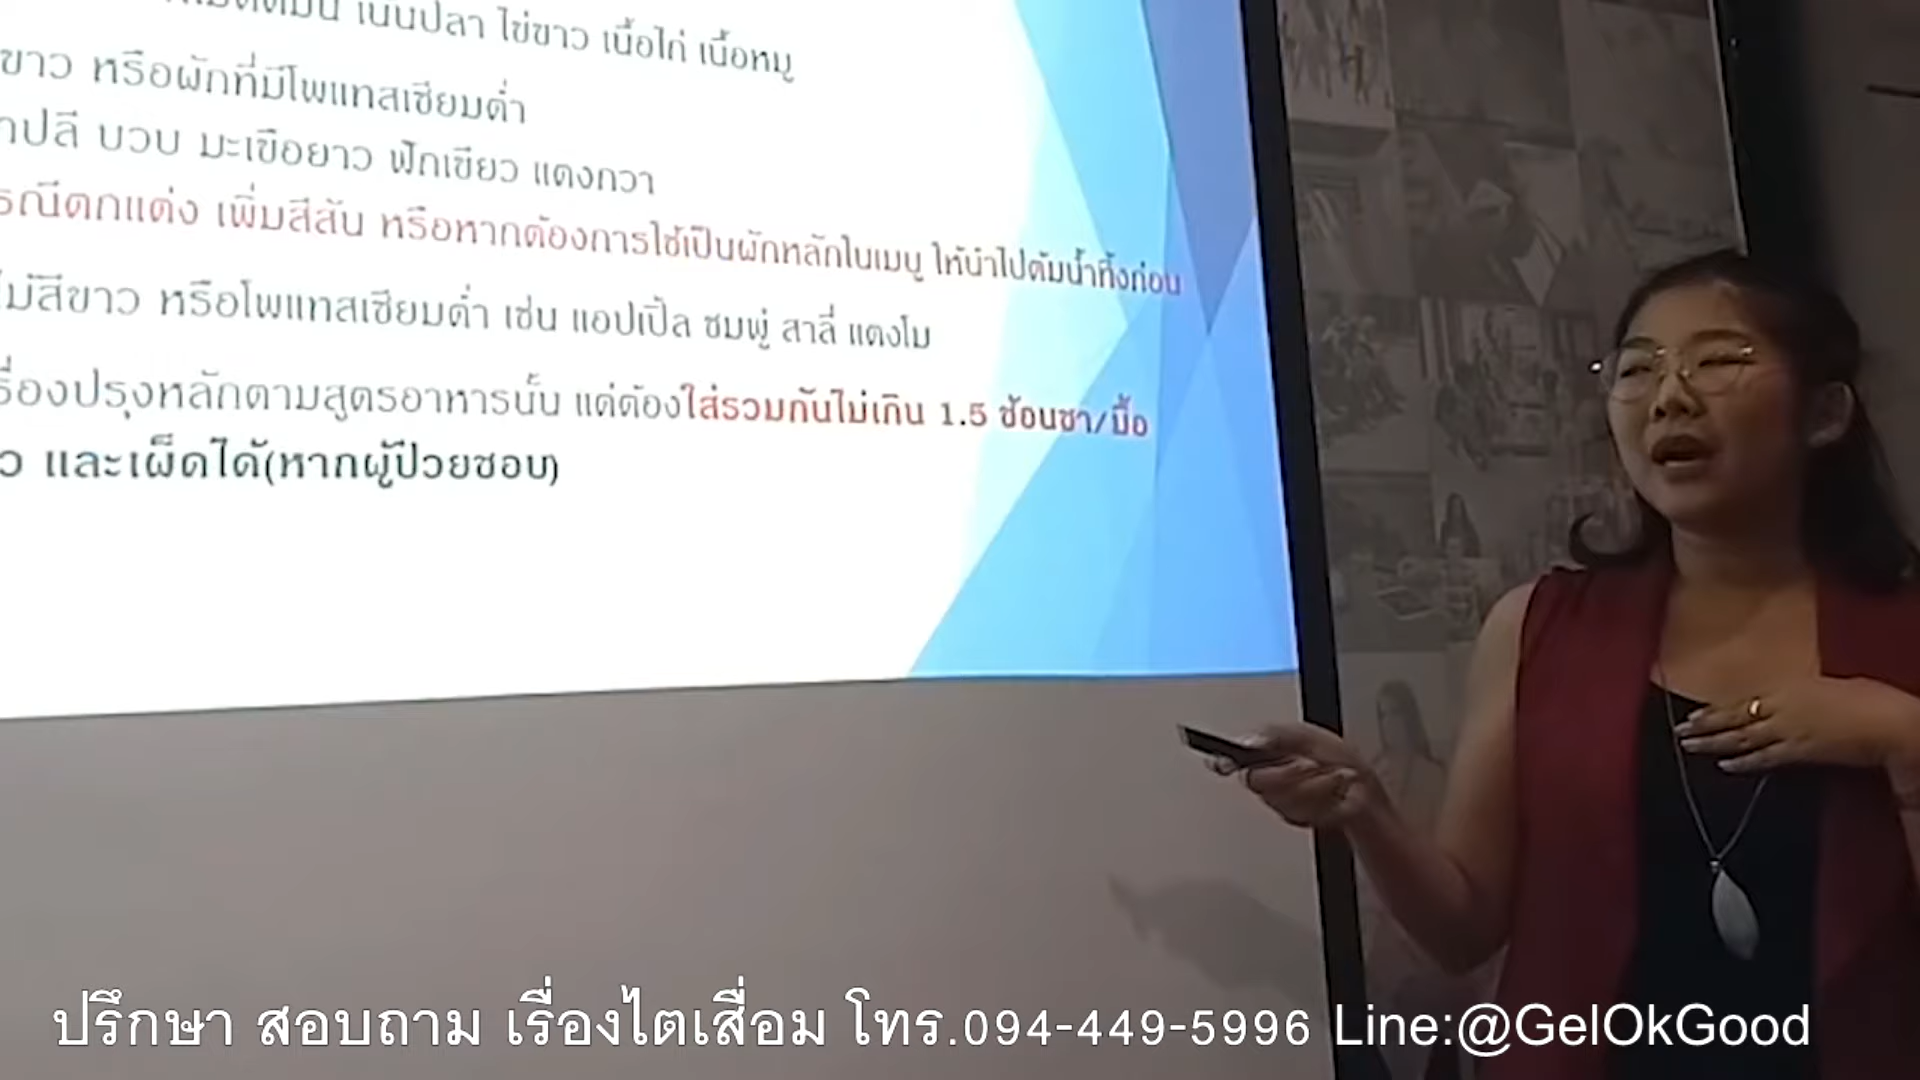 เนื้อปลา ไข่ขาว เนื้อไก่ เนื้อหมู
ขาว หรือผักที่มีโพแทสเซียมต่ำ
บวบ มะเขือยาว ฟักเขียว แตงกวา
ตกแต่ง เพิ่มสีสัน หรือหากต้องการใช้เป็นผักหลักในเมนู ให้นำไปต้มน้ำทิ้งก่อน
ไม้สีขาว หรือโพแทสเซียมต่ำ เช่น แอปเปิ้ล ชมพู่ สาลี่ แตงโม
ปรุงหลักตามสูตรอาหารนั้น แต่ต้องใส่รวมกันไม่เกิน 1.5 ช้อนชา/มื้อ
และเผ็ดได้(หากผู้ป่วยชอบ)
ปรึกษา สอบถาม เรื่องไตเสื่อม โทร.094-449-5996 Line:@GelOkGood